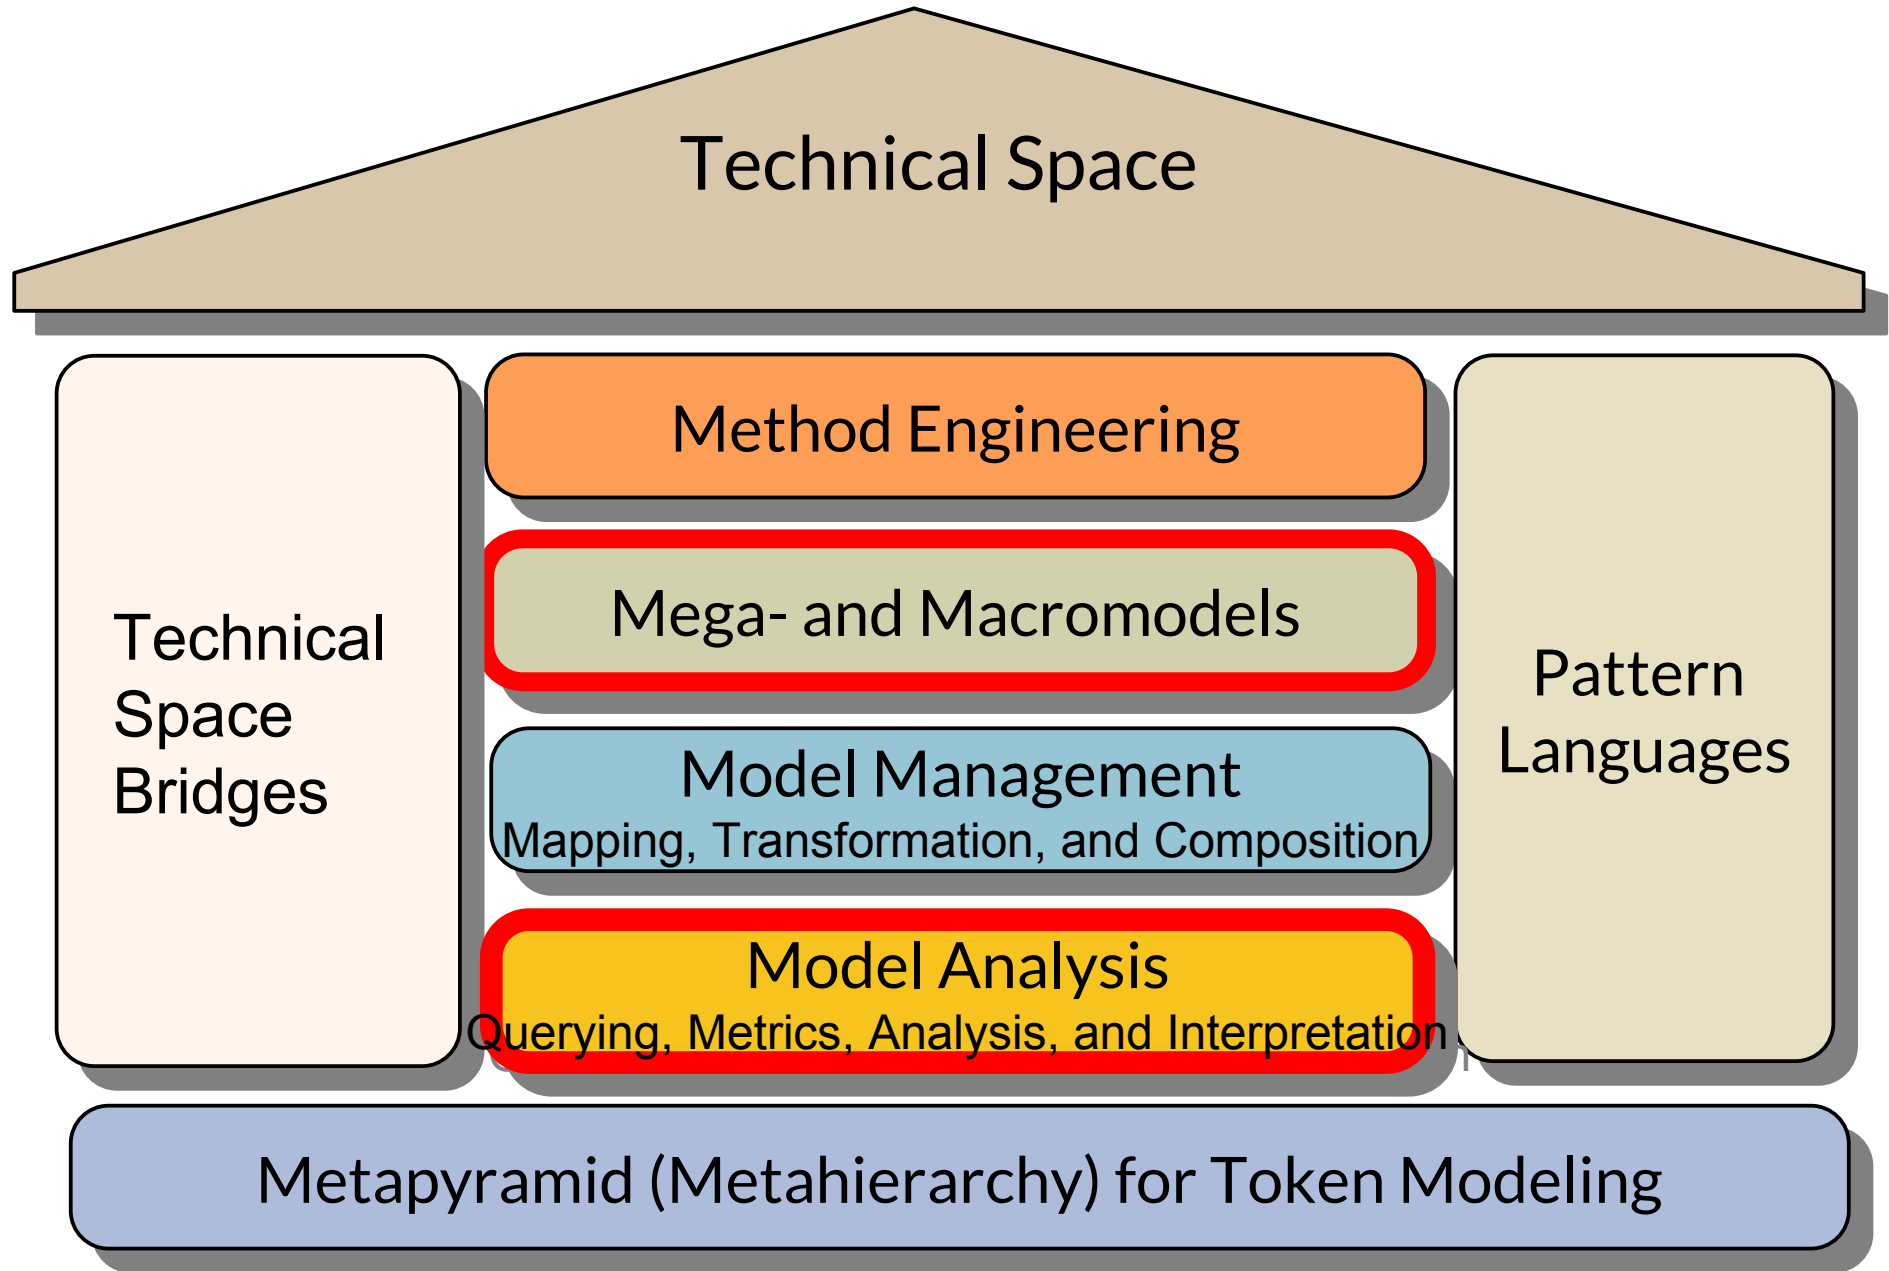 Technical Space
Method Engineering
Mega- and Macromodels
Technical
Space
Bridges
Pattern
Languages
Model Management
Mapping, Transformation, and Composition
Model Analysis
Querying, Metrics, Analysis, and Interpretation
Metapyramid (Metahierarchy) for Token Modeling